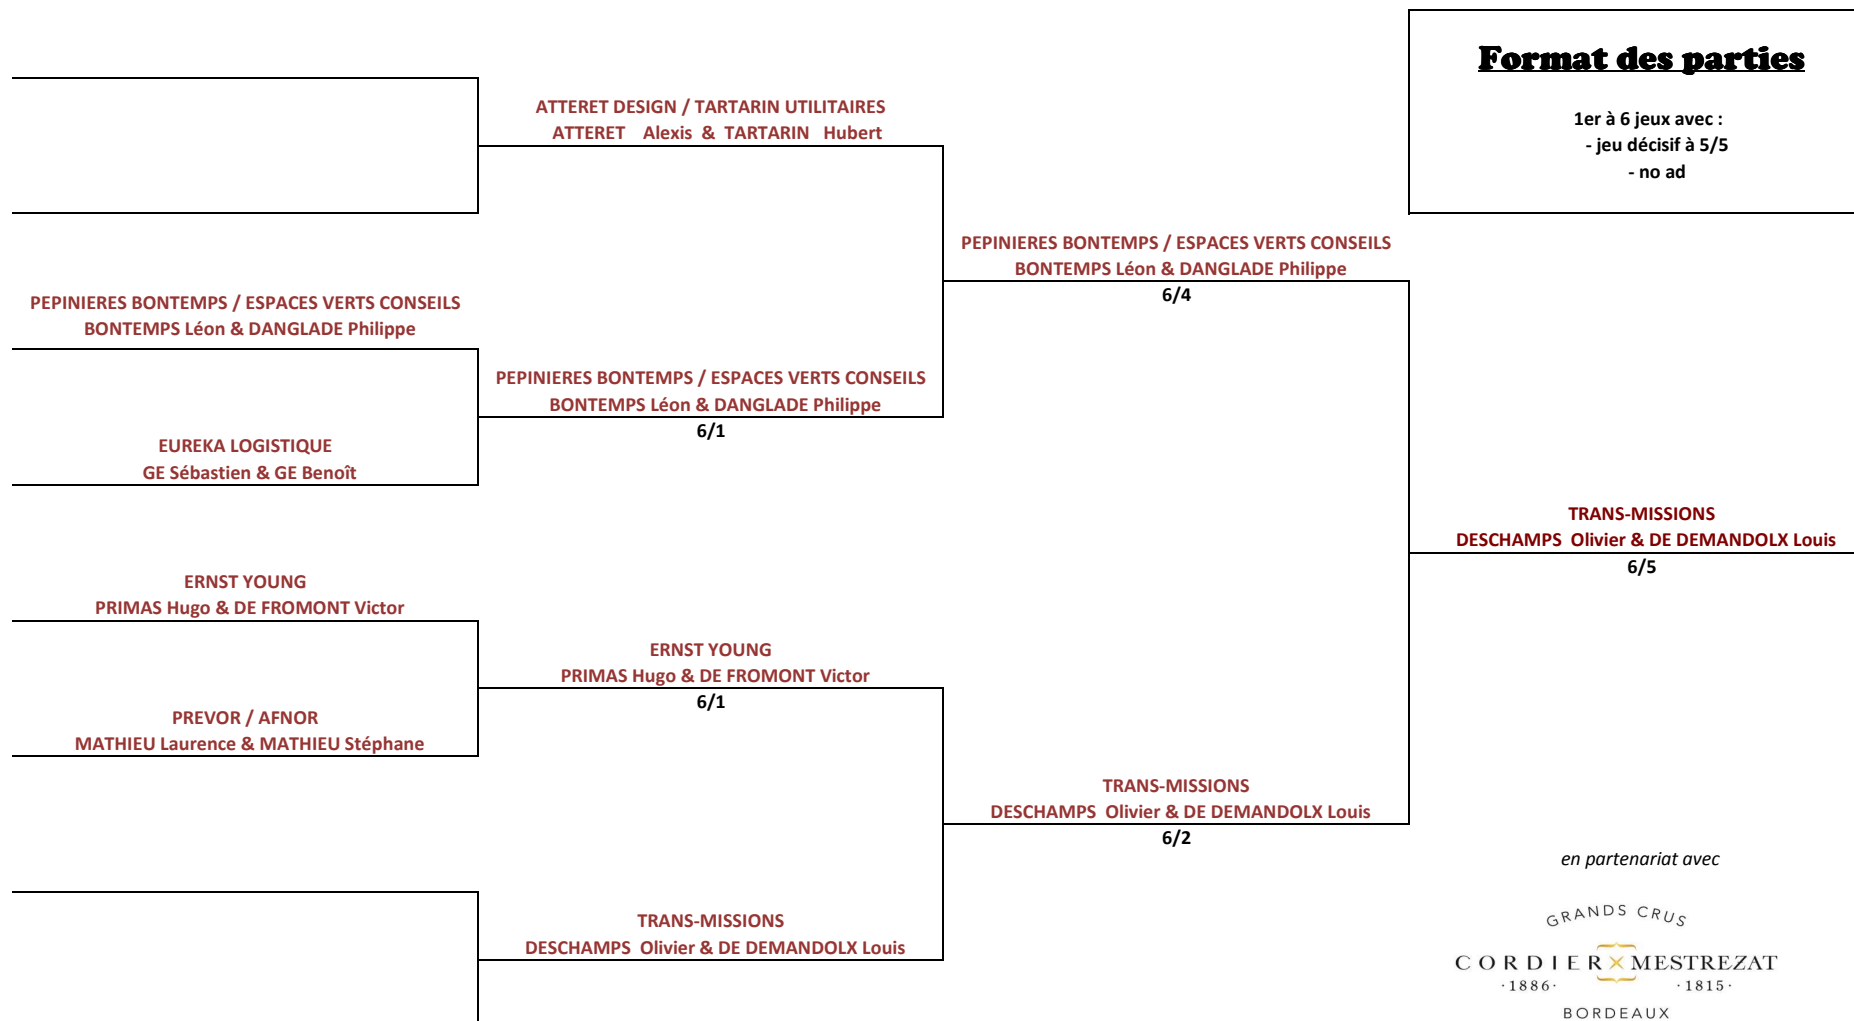 Format des parties
1er à 6 jeux avec :
- jeu décisif à 5/5
- no ad
ATTERET DESIGN / TARTARIN UTILITAIRES
ATTERET Alexis & TARTARIN Hubert
PEPINIERES BONTEMPS / ESPACES VERTS CONSEILS
BONTEMPS Léon & DANGLADE Philippe
6/4
PEPINIERES BONTEMPS / ESPACES VERTS CONSEILS
BONTEMPS Léon & DANGLADE Philippe
PEPINIERES BONTEMPS / ESPACES VERTS CONSEILS
BONTEMPS Léon & DANGLADE Philippe
6/1
EUREKA LOGISTIQUE
GE Sébastien & GE Benoît
TRANS-MISSIONS
DESCHAMPS Olivier & DE DEMANDOLX Louis
6/5
ERNST YOUNG
PRIMAS Hugo & DE FROMONT Victor
ERNST YOUNG
PRIMAS Hugo & DE FROMONT Victor
6/1
PREVOR / AFNOR
MATHIEU Laurence & MATHIEU Stéphane
TRANS-MISSIONS
DESCHAMPS Olivier & DE DEMANDOLX Louis
6/2
en partenariat avec
TRANS-MISSIONS
DESCHAMPS Olivier & DE DEMANDOLX Louis
GRANDS CRUS
CORDIER MESTREZAT
·1886· ·1815·
BORDEAUX